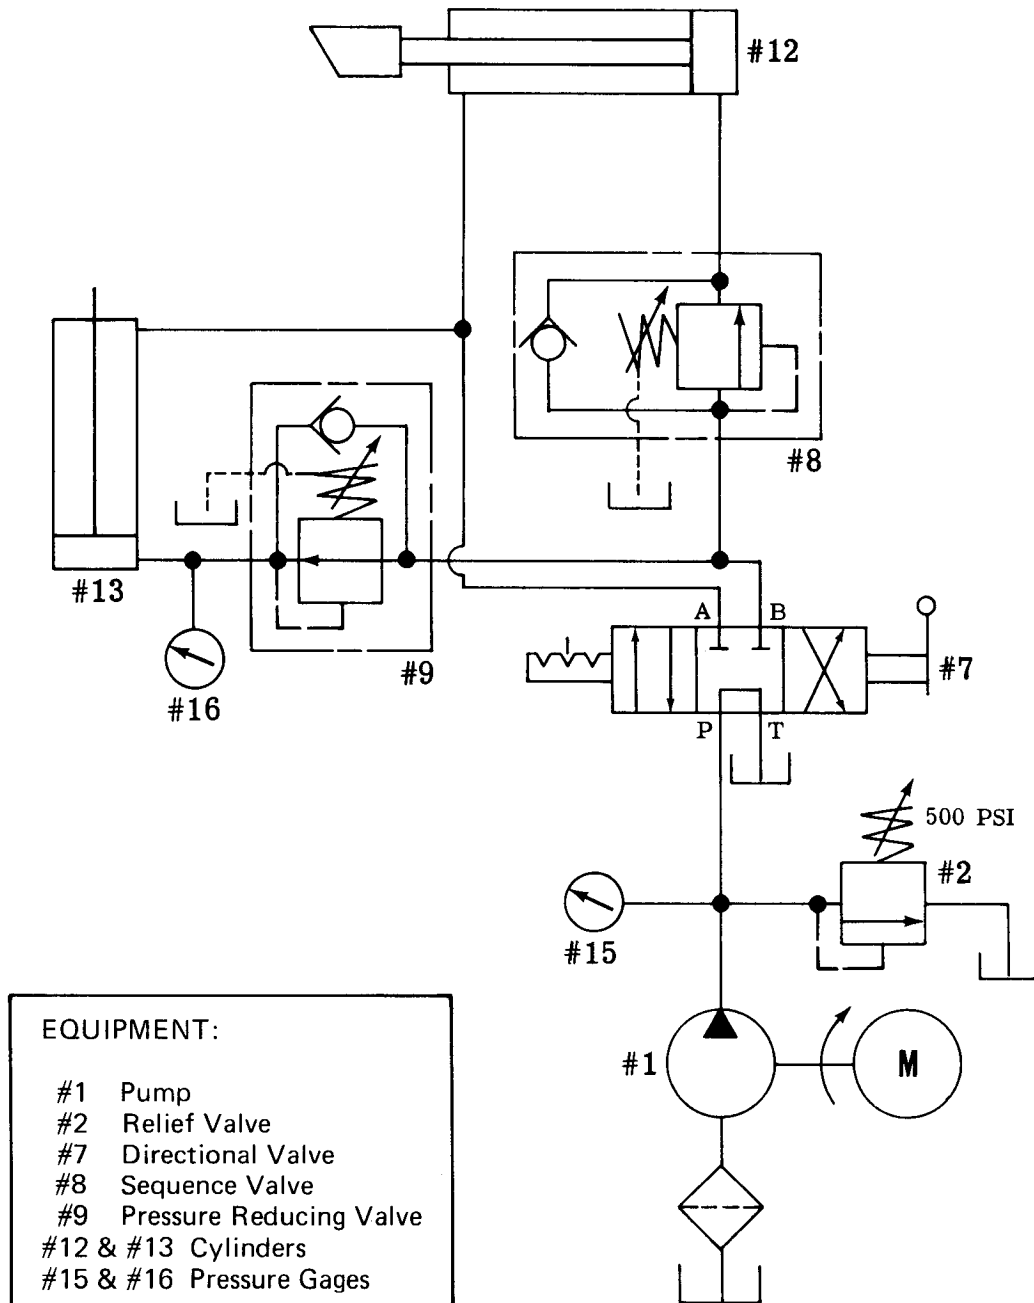 #12
#8
#13
#9
#16
A B
#7
P T
500 PSI
#2
#15
#1
M
EQUIPMENT:
#1 Pump
#2 Relief Valve
#7 Directional Valve
#8 Sequence Valve
#9 Pressure Reducing Valve
#12 & #13 Cylinders
#15 & #16 Pressure Gages